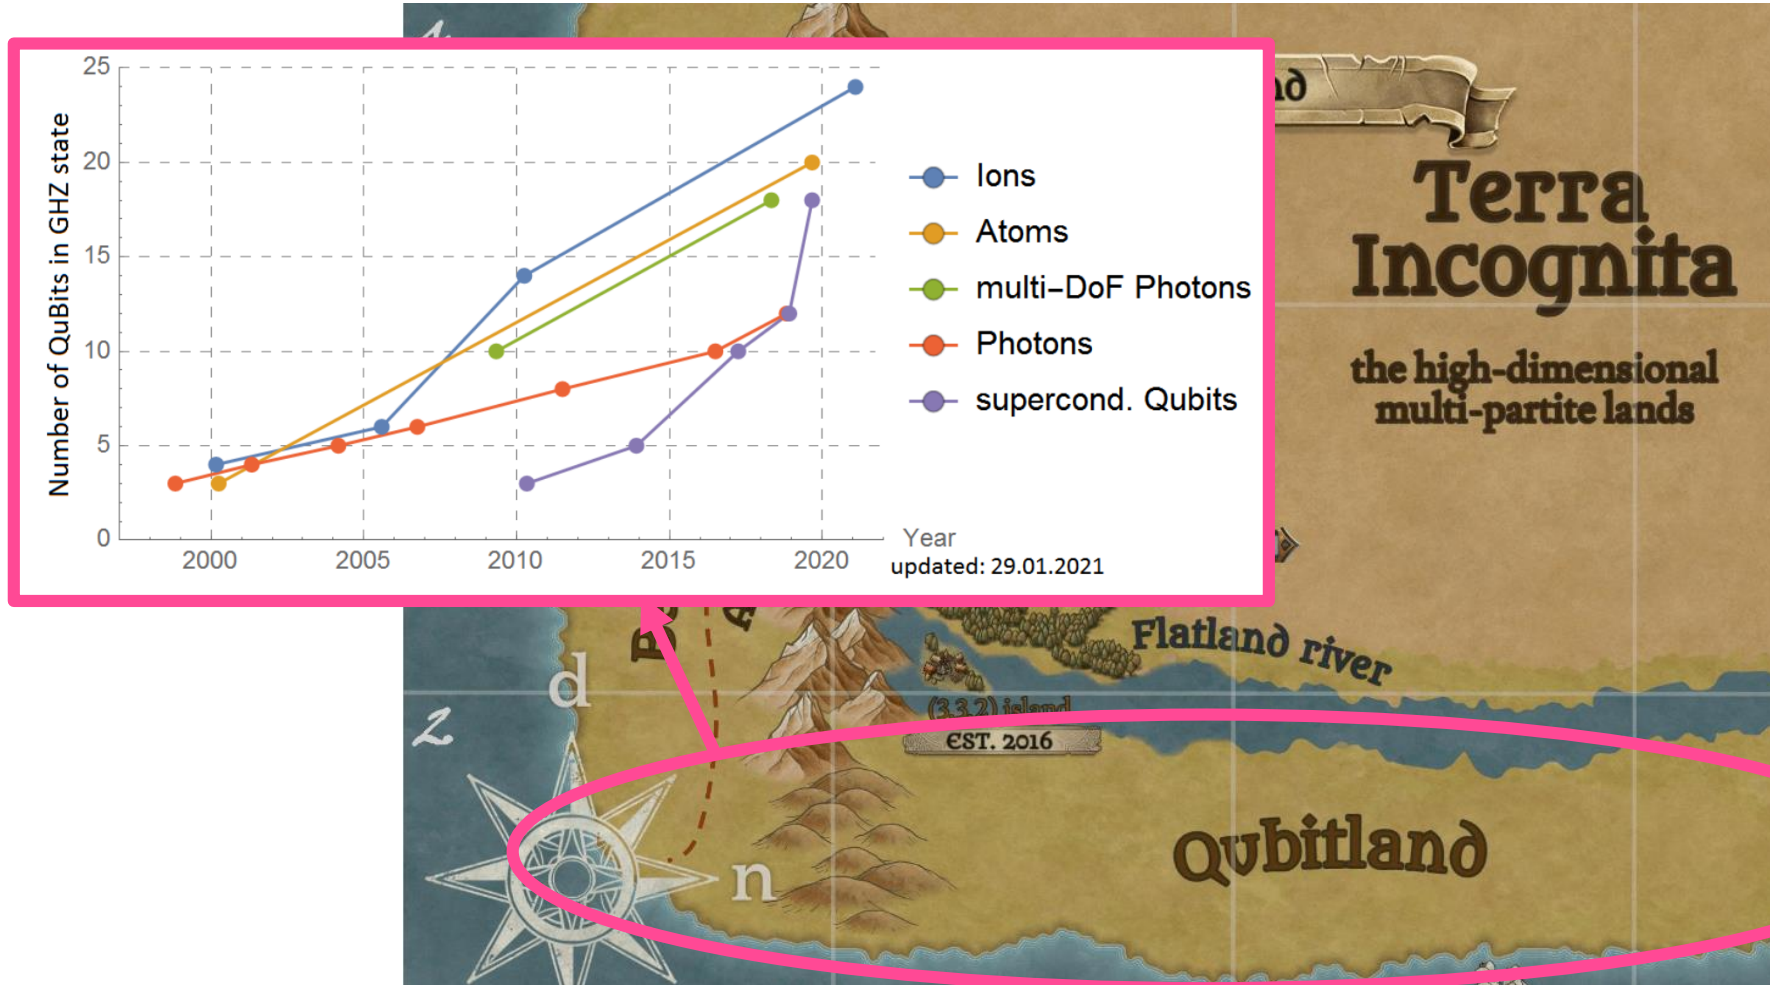 25
20
15
10
5
0
Number of QuBits in GHZ state
2000 2005 2010 2015 2020
Year
updated: 29.01.2021
Ions
Atoms
multi-DoF Photons
Photons
supercond. Qubits
Terra
Incognita
the high-dimensional
multi-partite lands
Flatland river
(3,3,2) island
EST. 2016
Qubitland
d
2
n